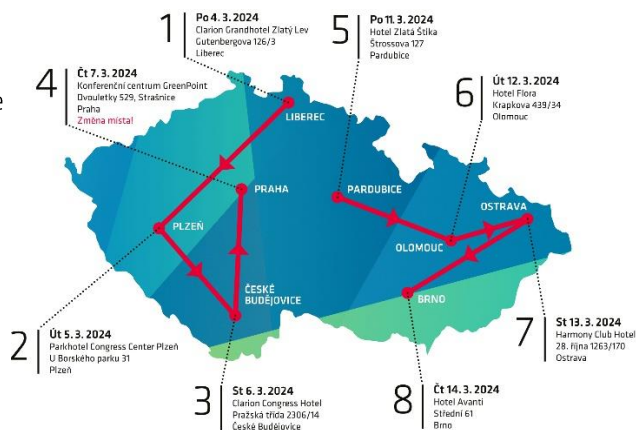 1
Po 4. 3. 2024
Clarion Grandhotel Zlatý Lev
Gutenbergova 126/3
Liberec
5
Po 11. 3. 2024
Hotel Zlatá Štika
Štrossova 127
Pardubice
4
Čt 7. 3. 2024
Konferenční centrum GreenPoint
Dvouletky 529, Strašnice
Praha
Změna místa!
e
6
Út 12. 3. 2024
Hotel Flora
Krapkova 439/34
Olomouc
LIBEREC
PRAHA
PARDUBICE
OSTRAVA
PLZEŇ
OLOMOUC
ČESKÉ
BUDĚJOVICE
BRNO
2
Út 5. 3. 2024
Parkhotel Congress Center Plzeň
U Borského parku 31
Plzeň
7
St 13. 3. 2024
Harmony Club Hotel
28. října 1263/170
Ostrava
3
St 6. 3. 2024
Clarion Congress Hotel
Pražská třída 2306/14
České Budějovice
8
Čt 14. 3. 2024
Hotel Avanti
Střední 61
Brno